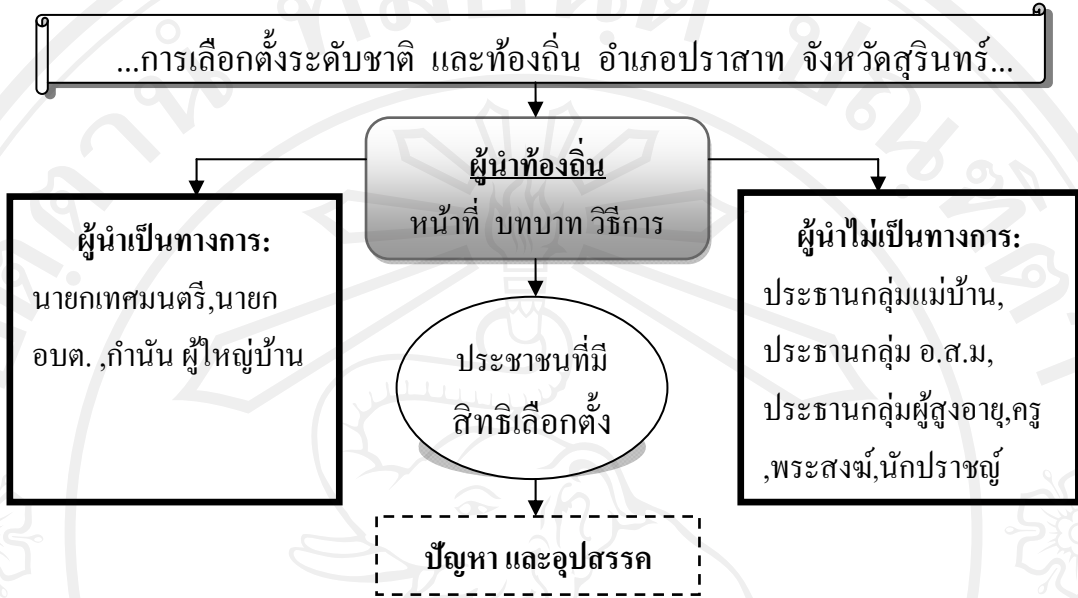 ...การเลือกตั้งระดับชาติ และท้องถิ่น อำเภอปราสาท จังหวัดสุรินทร์...
ผู้นำท้องถิ่น
หน้าที่ บทบาท วิธีการ
ผู้นำเป็นทางการ:
นายกเทศมนตรี,นายก
อบต. ,กำนัน ผู้ใหญ่บ้าน
ผู้นำไม่เป็นทางการ:
ประธานกลุ่มแม่บ้าน,
ประธานกลุ่ม อ.ส.ม,
ประธานกลุ่มผู้สูงอายุ,ครู
,พระสงฆ์,นักปราชญ์
ประชาชนที่มี
สิทธิเลือกตั้ง
ปัญหา และอุปสรรค